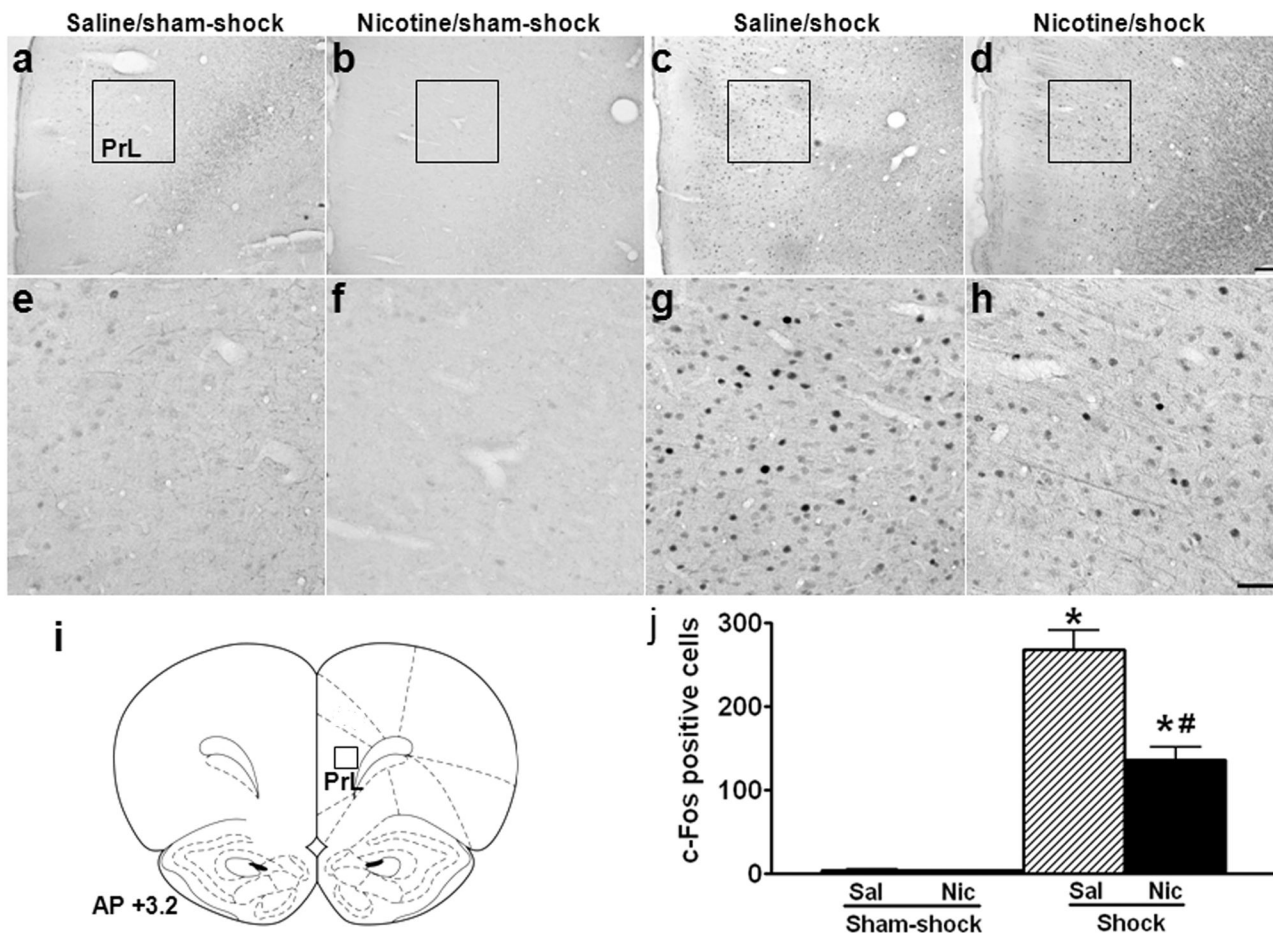 Saline/sham-shock Nicotine/sham-shock Saline/shock Nicotine/shock
a b c d
PrL
e f g h
i
PrL
AP +3.2
j
c-Fos positive cells
300
200
100
0
* 
*#
Sal Nic Sal Nic
Sham-shock Shock